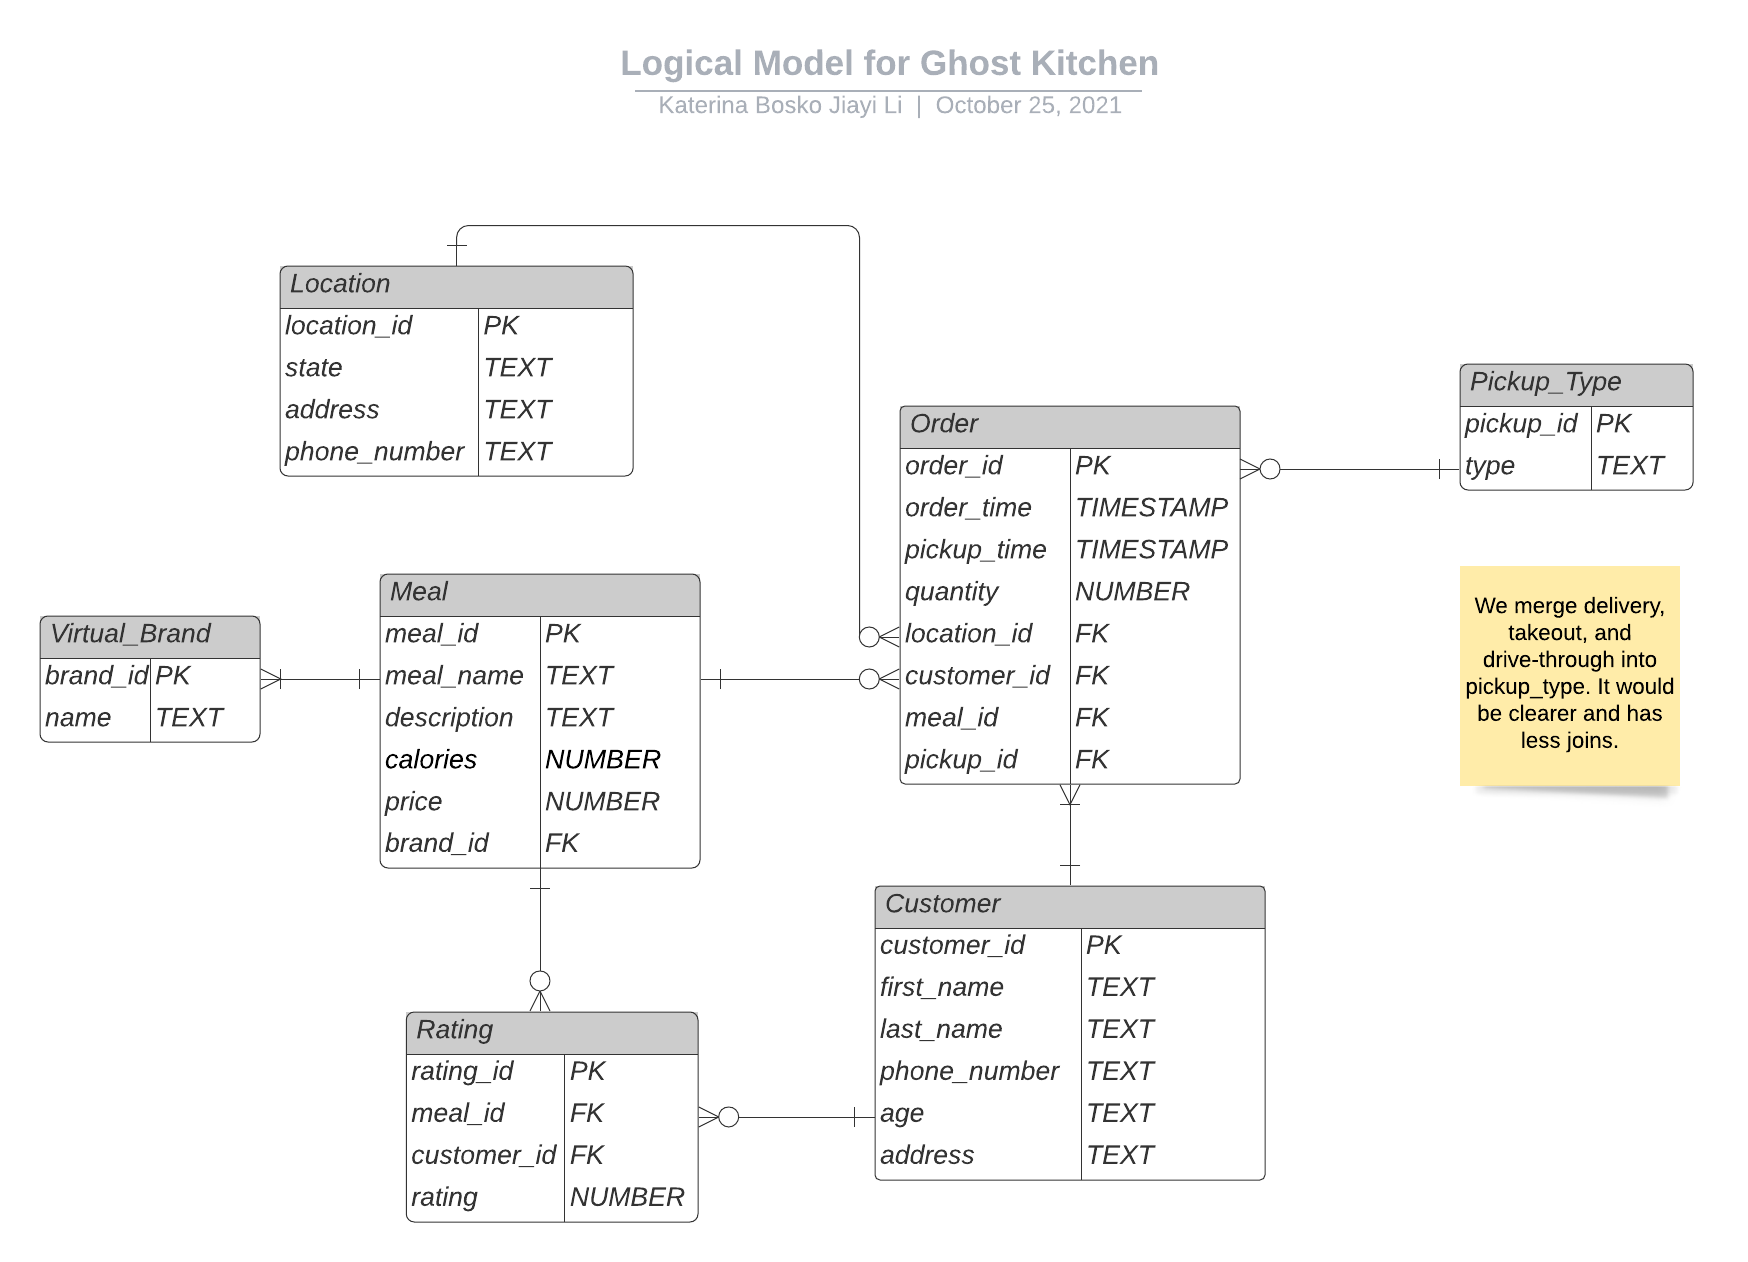 Logical Model for Ghost Kitchen
Katerina Bosko Jiayi Li | October 25, 2021
Location
location_id PK
state TEXT
address TEXT
phone_number TEXT
Pickup_Type
pickup_id PK
type TEXT
Order
order_id PK
order_time TIMESTAMP
pickup_time TIMESTAMP
quantity NUMBER
location_id FK
customer_id FK
meal_id FK
pickup_id FK
We merge delivery,
takeout, and
drive-through into
pickup_type. It would
be clearer and has
less joins.
Meal
meal_id PK
meal_name TEXT
description TEXT
calories NUMBER
price NUMBER
brand_id FK
Virtual_Brand
brand_id PK
name TEXT
Customer
customer_id PK
first_name TEXT
last_name TEXT
phone_number TEXT
age TEXT
address TEXT
Rating
rating_id PK
meal_id FK
customer_id FK
rating NUMBER